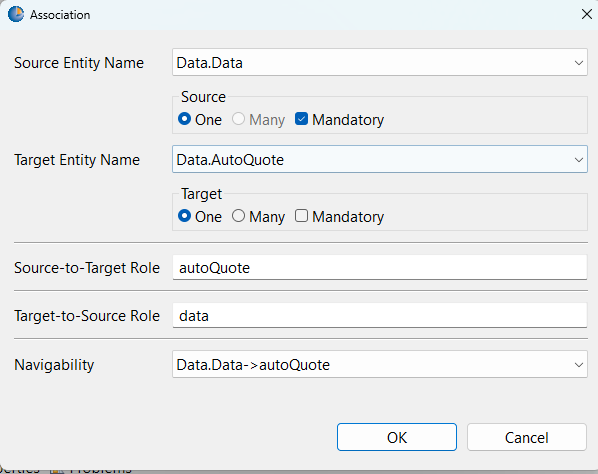 Association
Source Entity Name Data.Data
Source
One Many Mandatory
Target Entity Name Data.AutoQuote
Target
One Many Mandatory
Source-to-Target Role autoQuote
Target-to-Source Role data
Navigability Data.Data->autoQuote
OK Cancel
Problems